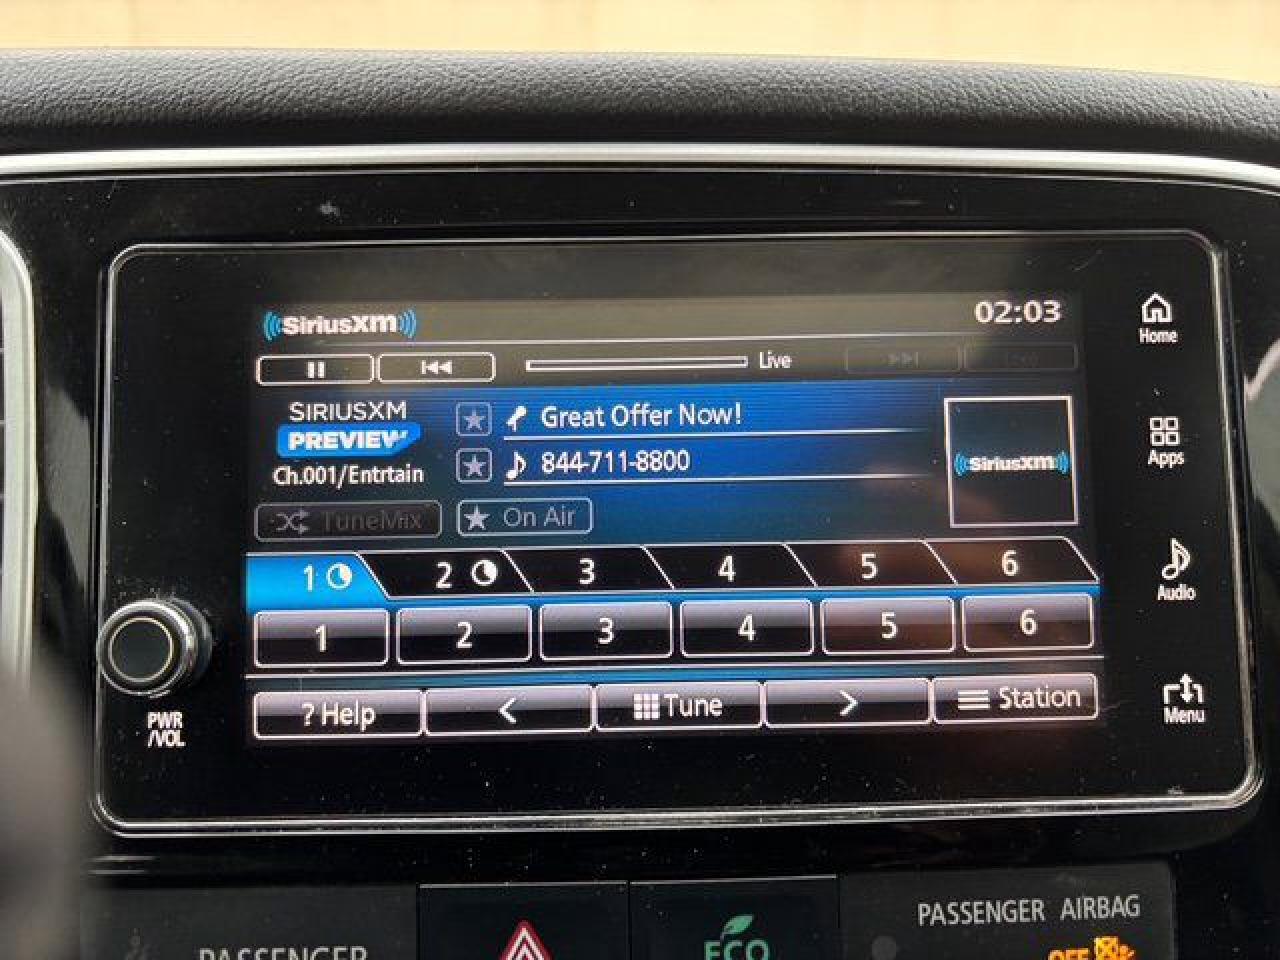 SiriusXM
02:03
Live
SIRIUSXM
PREVIEW
Ch.001/Entrtain
Great Offer Now!
844-711-8800
SiriusXM
TuneMix
On Air
1 2 3 4 5 6
1 2 3 4 5 6
? Help < Tune > Station
PWR
/VOL
Home
Apps
Audio
Menu
PASSENGER
ECO
PASSENGER AIRBAG
OFF